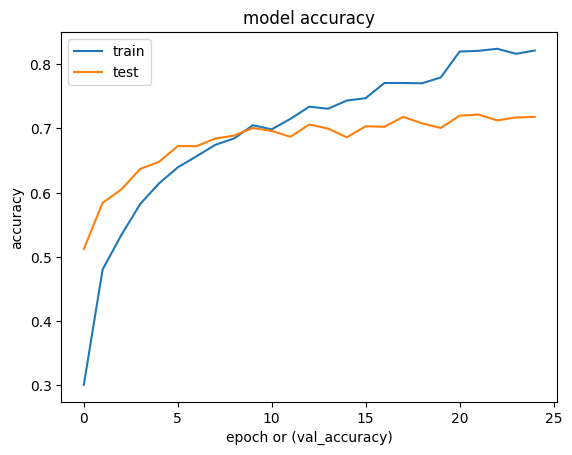 model accuracy
train
test
accuracy
0.8
0.7
0.6
0.5
0.4
0.3
0 5 10 15 20 25
epoch or (val_accuracy)